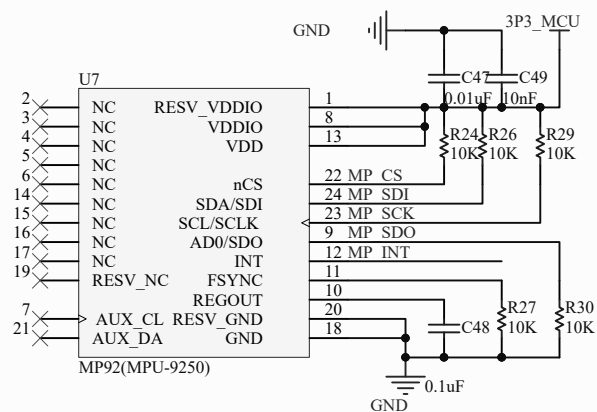 GND 3P3_MCU
U7 C47 C49
0.01uF 10nF
2 NC RESV_VDDIO 1
3 NC VDDIO 8
4 NC VDD 13 R24 R26 R29
5 NC 10K 10K 10K
6 NC nCS 22 MP_CS
14 NC SDA/SDI 24 MP_SDI
15 NC SCL/SCLK 23 MP_SCK
16 NC AD0/SDO 9 MP_SDO
17 NC INT 12 MP_INT
19 RESV_NC FSYNC 11
REGOUT 10
7 AUX_CL RESV_GND 20 R27 R30
21 AUX_DA GND 18 C48 10K 10K
MP92(MPU-9250)
0.1uF
GND